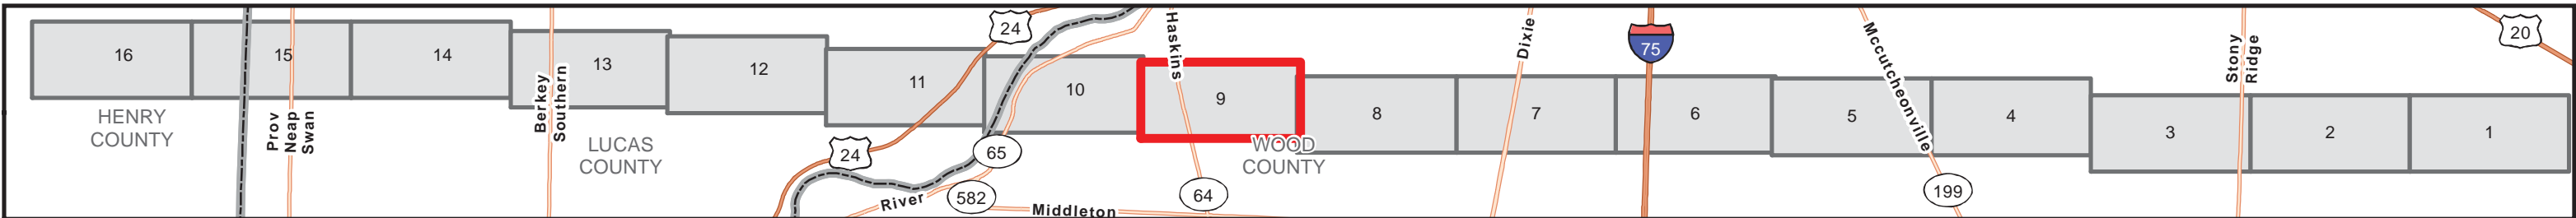 16
15
14
13
12
11
10
9
8
7
6
5
4
3
2
1
HENRY
COUNTY
LUCAS
COUNTY
WOOD
COUNTY
Prov
Neap
Swan
Berkey
Southern
24
24
65
582
River
Middleton
Haskins
64
Dixie
75
Mccutcheonville
199
Stony
Ridge
20